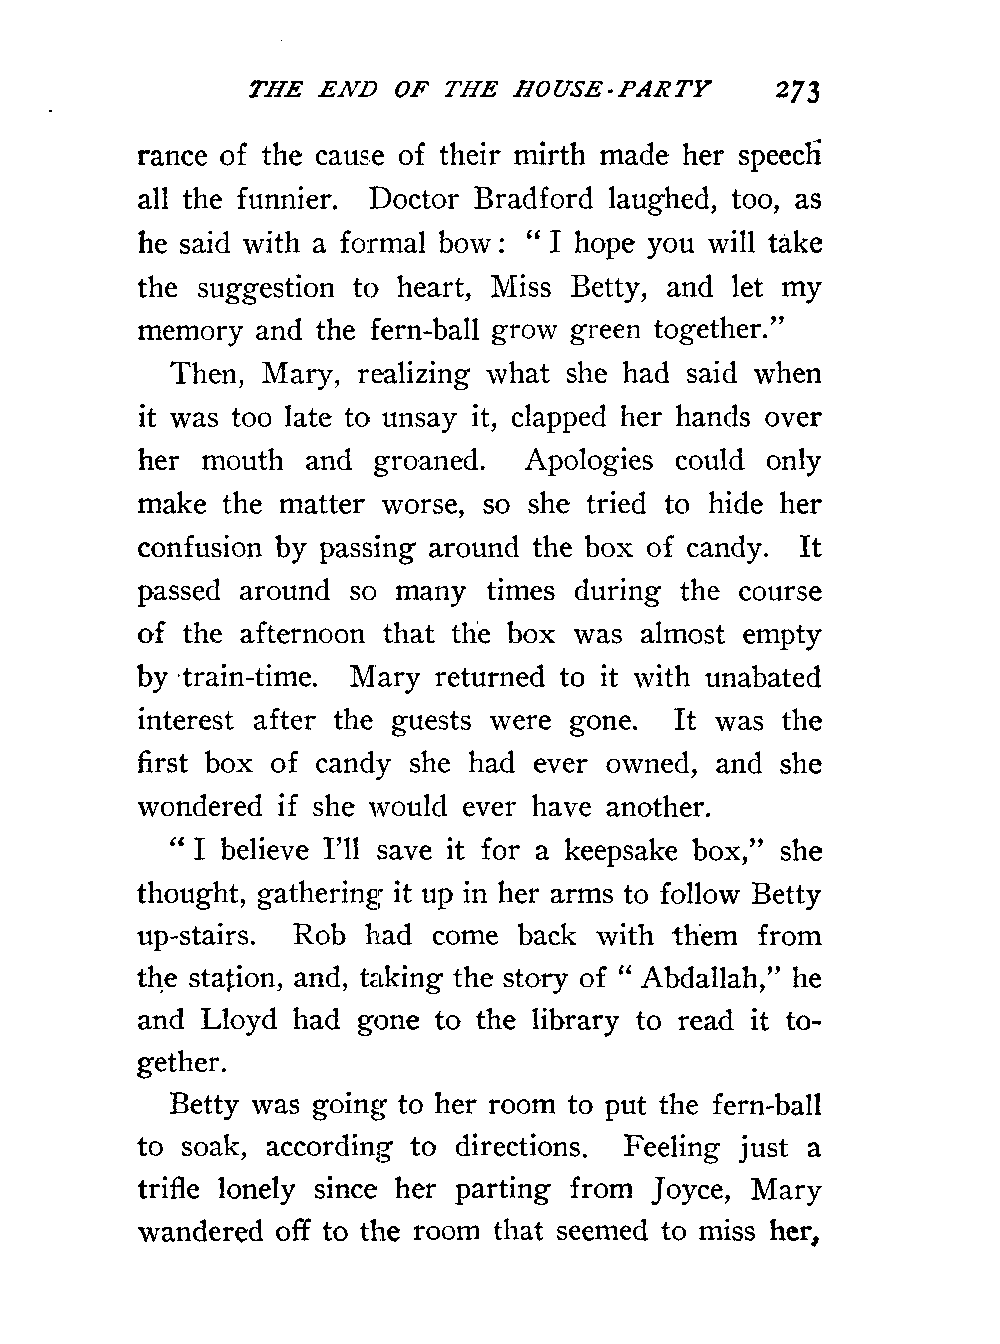 THE END OF THE HOUSE-PARTY 273
rance of the cause of their mirth made her speech
all the funnier. Doctor Bradford laughed, too, as
he said with a formal bow: “ I hope you will take
the suggestion to heart, Miss Betty, and let my
memory and the fern-ball grow green together.”
Then, Mary, realizing what she had said when
it was too late to unsay it, clapped her hands over
her mouth and groaned. Apologies could only
make the matter worse, so she tried to hide her
confusion by passing around the box of candy. It
passed around so many times during the course
of the afternoon that the box was almost empty
by train-time. Mary returned to it with unabated
interest after the guests were gone. It was the
first box of candy she had ever owned, and she
wondered if she would ever have another.
“ I believe I’ll save it for a keepsake box,” she
thought, gathering it up in her arms to follow Betty
up-stairs. Rob had come back with them from
the station, and, taking the story of “ Abdallah,” he
and Lloyd had gone to the library to read it to-
gether.
Betty was going to her room to put the fern-ball
to soak, according to directions. Feeling just a
trifle lonely since her parting from Joyce, Mary
wandered off to the room that seemed to miss her,